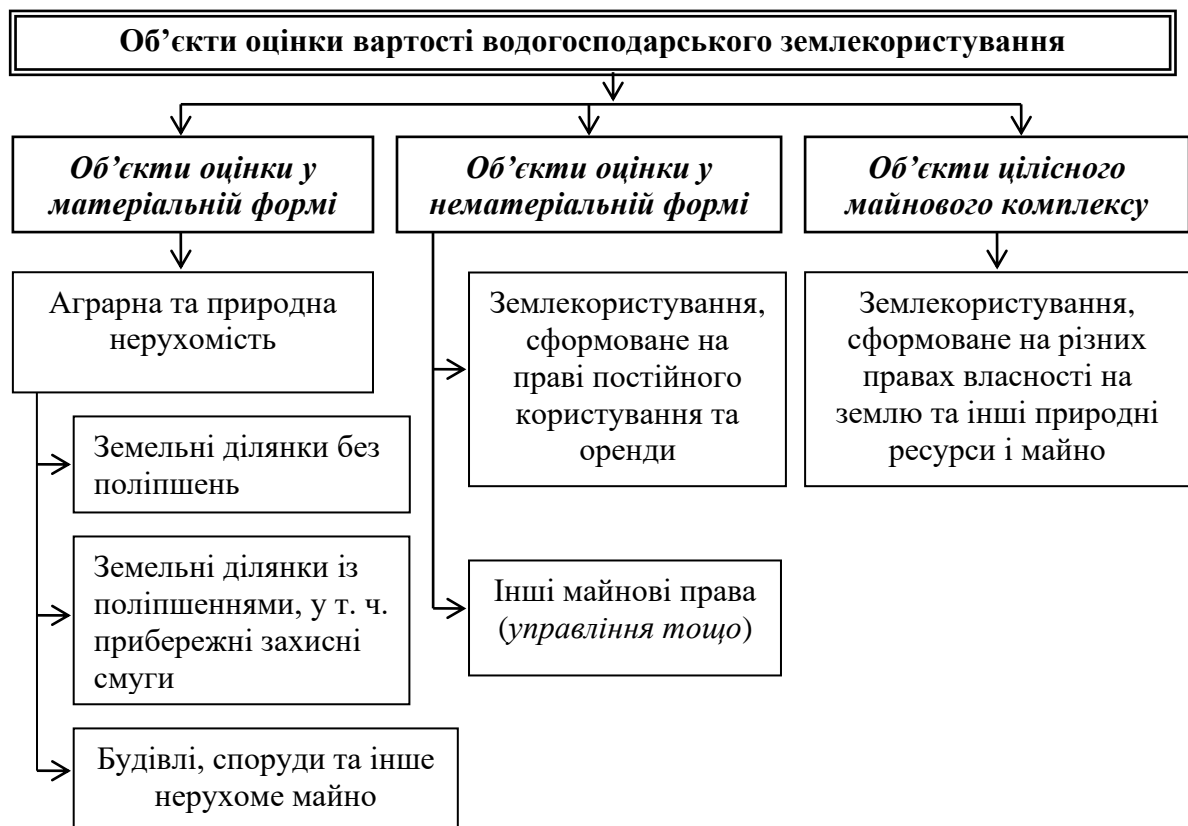 Об’єкти оцінки вартості водогосподарського землекористування
Об’єкти оцінки у
матеріальній формі
Об’єкти оцінки у
нематеріальній формі
Об’єкти цілісного
майнового комплексу
Аграрна та природна
нерухомість
Земельні ділянки без
поліпшень
Земельні ділянки із
поліпшеннями, у т. ч.
прибережні захисні
смуги
Будівлі, споруди та інше
нерухоме майно
Землекористування,
сформоване на
праві постійного
користування та
оренди
Інші майнові права
(управління тощо)
Землекористування,
сформоване на різних
правах власності на
землю та інші природні
ресурси і майно